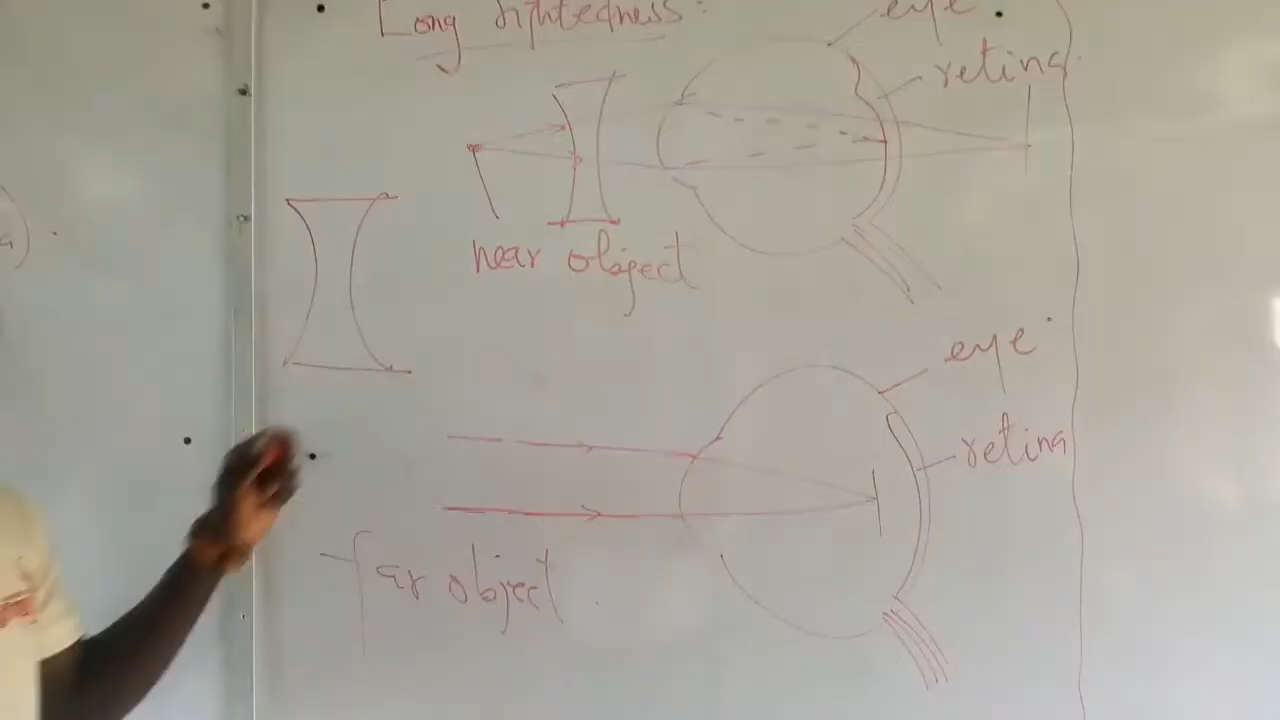 Long sightedness:
eye
retina
near object
eye
retina
far object